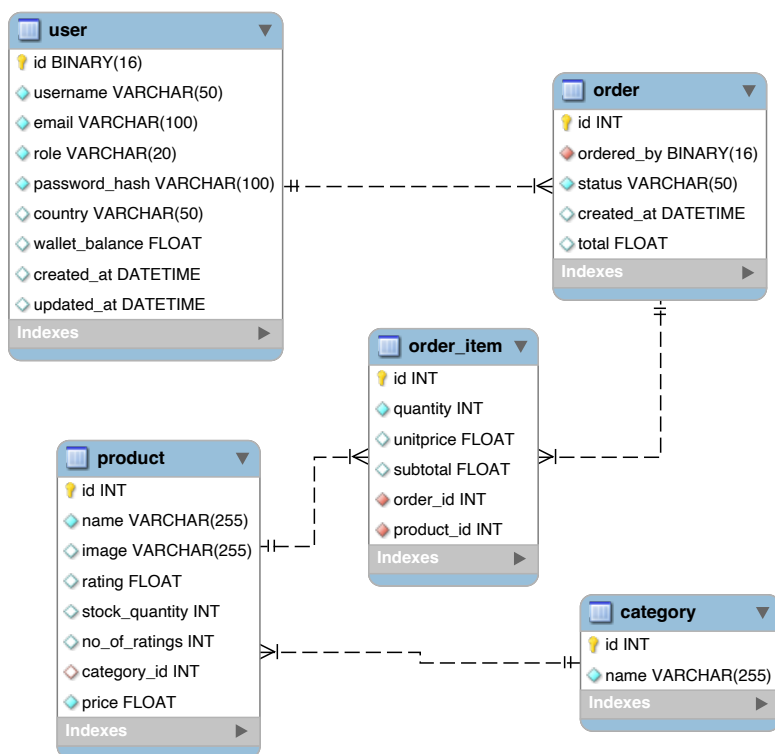 user
id BINARY(16)
username VARCHAR(50)
email VARCHAR(100)
role VARCHAR(20)
password_hash VARCHAR(100)
country VARCHAR(50)
wallet_balance FLOAT
created_at DATETIME
updated_at DATETIME
Indexes
order
id INT
ordered_by BINARY(16)
status VARCHAR(50)
created_at DATETIME
total FLOAT
Indexes
order_item
id INT
quantity INT
unitprice FLOAT
subtotal FLOAT
order_id INT
product_id INT
Indexes
product
id INT
name VARCHAR(255)
image VARCHAR(255)
rating FLOAT
stock_quantity INT
no_of_ratings INT
category_id INT
price FLOAT
Indexes
category
id INT
name VARCHAR(255)
Indexes